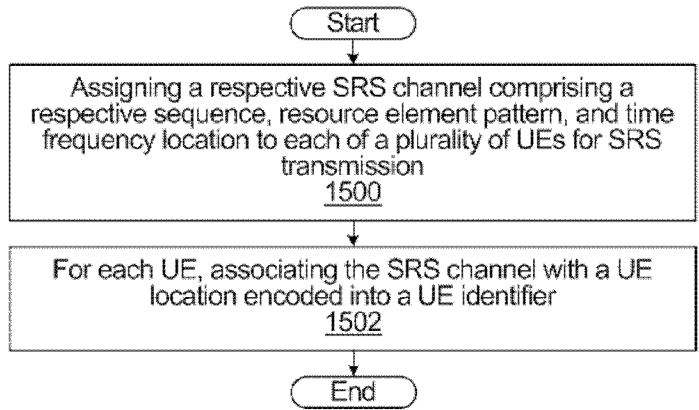 Start
Assigning a respective SRS channel comprising a
respective sequence, resource element pattern, and time
frequency location to each of a plurality of UEs for SRS
transmission
1500
For each UE, associating the SRS channel with a UE
location encoded into a UE identifier
1502
End